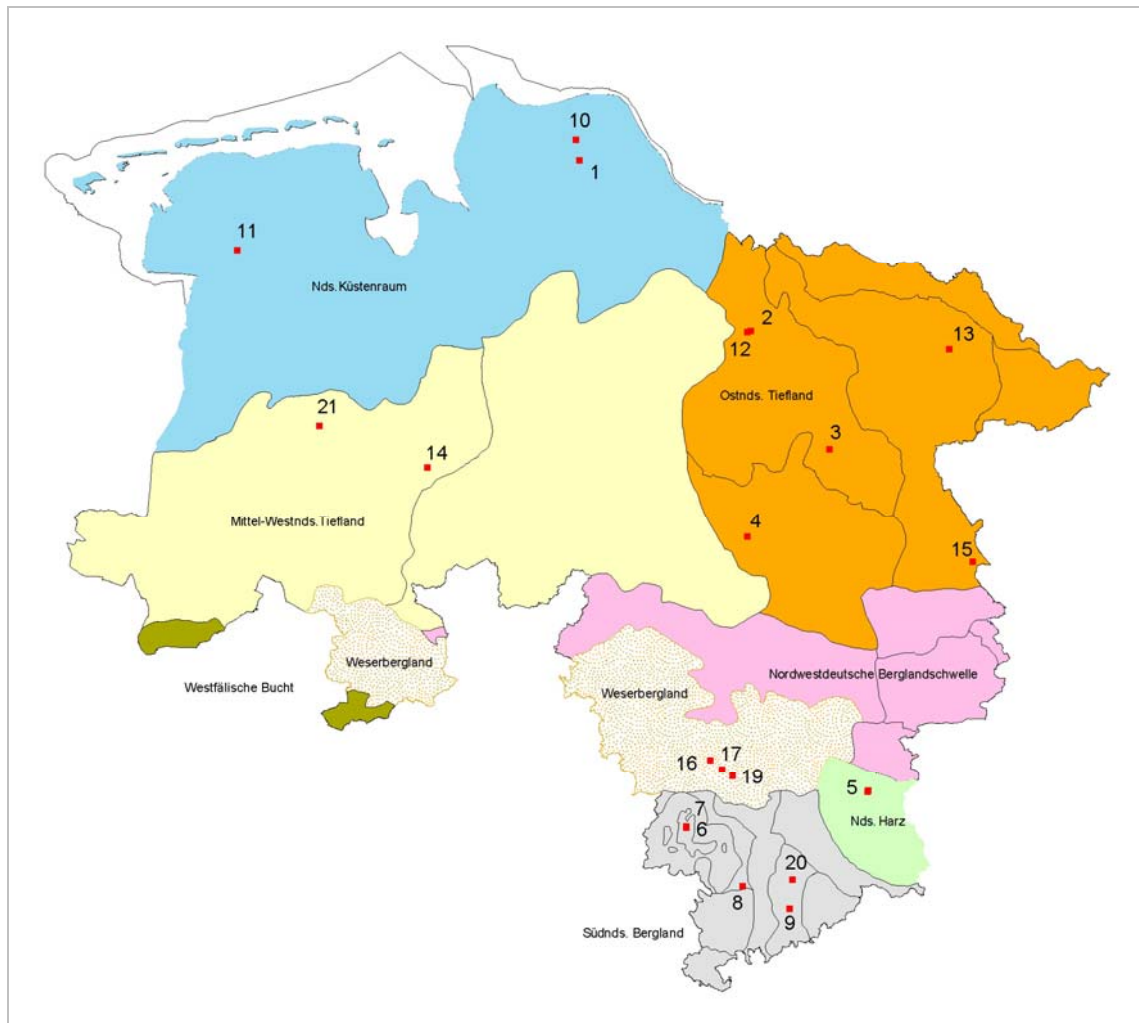 10
1
11
Nds. Küstenraum
2
12
13
Ostnds. Tiefland
21
3
14
Mittel-Westnds. Tiefland
4
15
Weserbergland
Nordwestdeutsche Berglandschwelle
Westfälische Bucht
Weserbergland
17
16
19
5
7
Nds. Harz
6
20
8
9
Südnds. Bergland